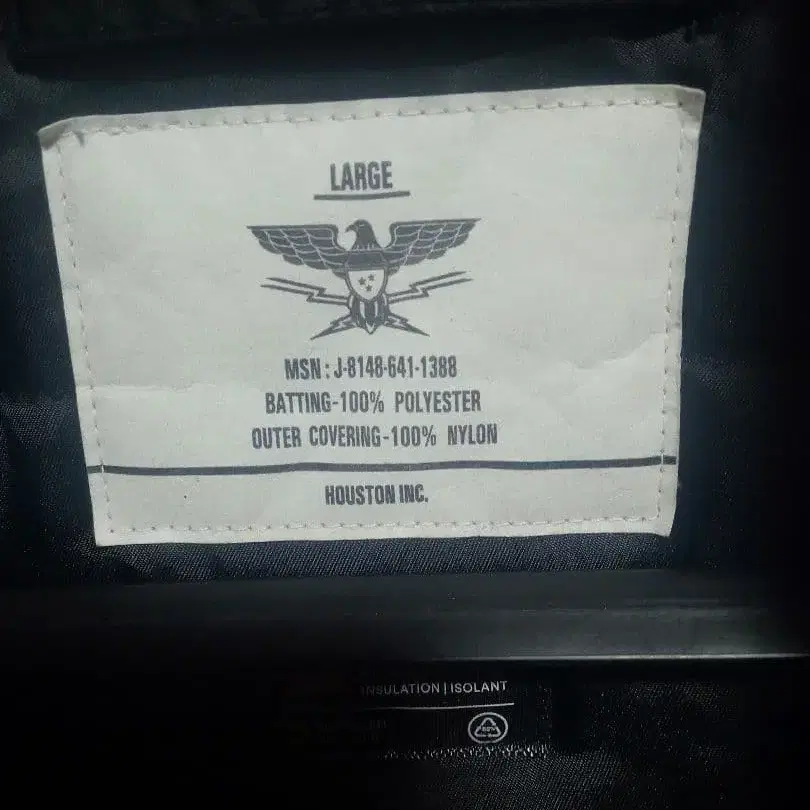 LARGE
MSN : J-8148-641-1388
BATTING-100% POLYESTER
OUTER COVERING-100% NYLON
HOUSTON INC.
INSULATION | ISOLANT